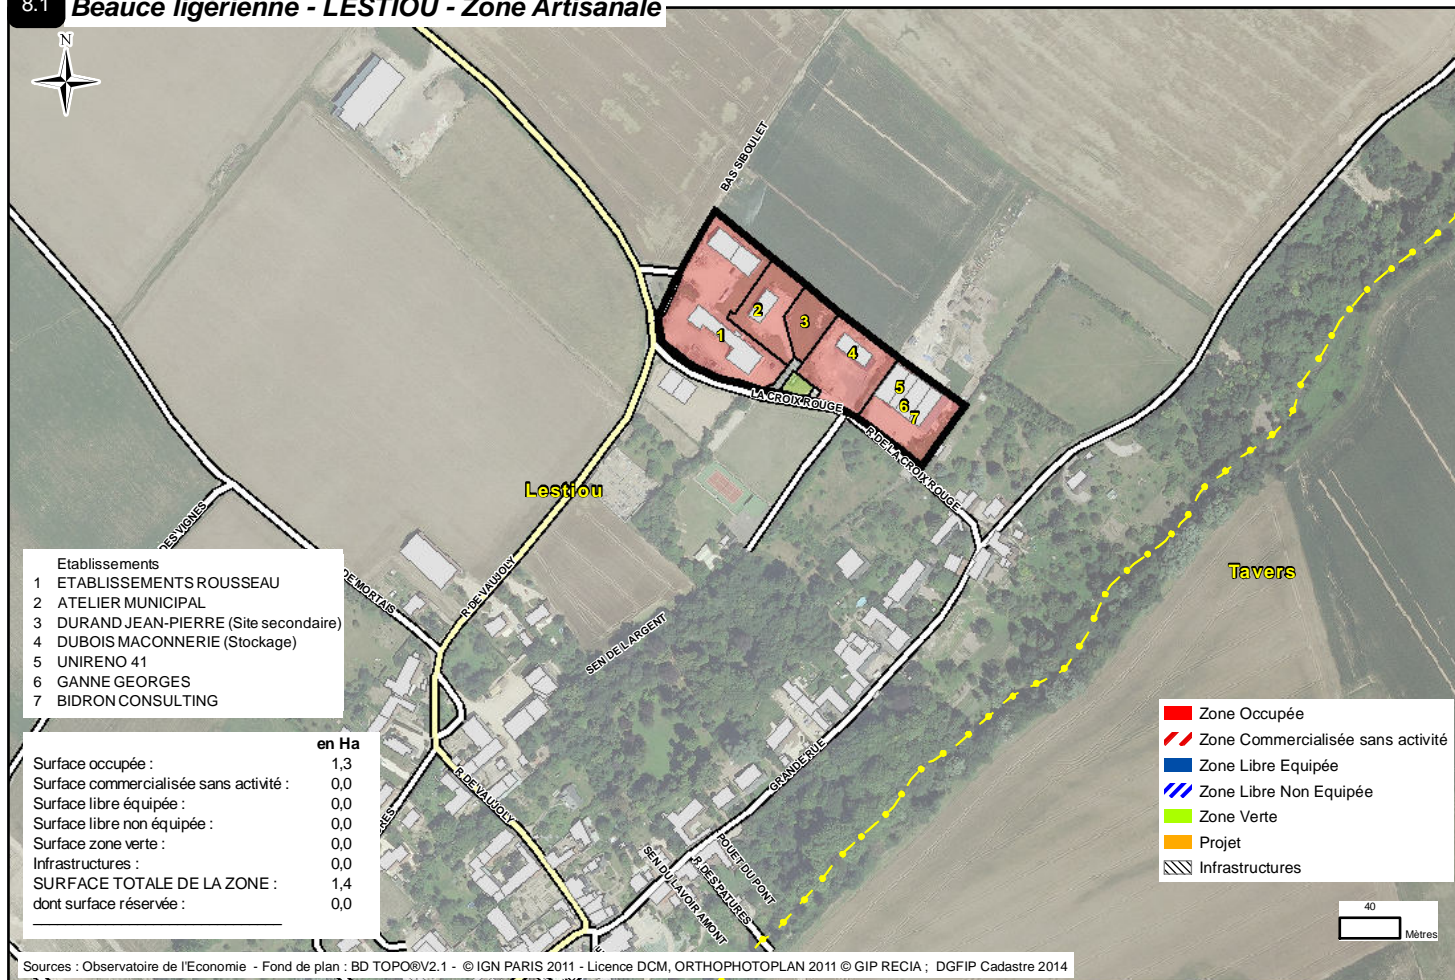 8.1 Beauce ligérienne - LESTIOU - Zone Artisanale
N
BAS SIBOULET
1
2
3
4
5
6
7
LA CROIX ROUGE
R DE LA CROIX ROUGE
Lestiou
DES VIGNES
DE MORTAIS
R DE VAUJOLY
SEN DE L ARGENT
Tavers
Etablissements
1 ETABLISSEMENTS ROUSSEAU
2 ATELIER MUNICIPAL
3 DURAND JEAN-PIERRE (Site secondaire)
4 DUBOIS MACONNERIE (Stockage)
5 UNIRENO 41
6 GANNE GEORGES
7 BIDRON CONSULTING
en Ha
Surface occupée : 1,3
Surface commercialisée sans activité : 0,0
Surface libre équipée : 0,0
Surface libre non équipée : 0,0
Surface zone verte : 0,0
Infrastructures : 0,0
SURFACE TOTALE DE LA ZONE : 1,4
dont surface réservée : 0,0
R DE VAUJOLY
GRANDE RUE
POUET DU PONT
R DES PATURES
SEN DU LAVOIR AMONT
Zone Occupée
Zone Commercialisée sans activité
Zone Libre Equipée
Zone Libre Non Equipée
Zone Verte
Projet
Infrastructures
40
Mètres
Sources : Observatoire de l'Economie - Fond de plan : BD TOPO®V2.1 - © IGN PARIS 2011 - Licence DCM, ORTHOPHOTOPLAN 2011 © GIP RECIA ; DGFIP Cadastre 2014